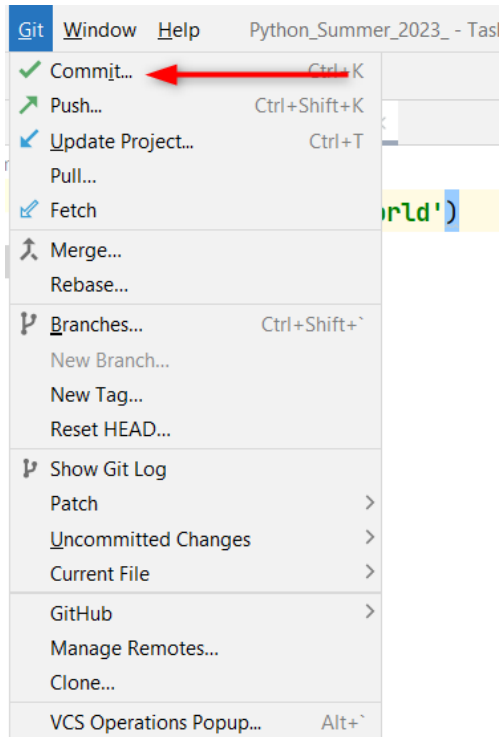 Git Window Help Python_Summer_2023_ - Tas
Commit... Ctrl+K
Push... Ctrl+Shift+K
Update Project... Ctrl+T
Pull...
Fetch
orld')
Merge...
Rebase...
Branches... Ctrl+Shift+`
New Branch...
New Tag...
Reset HEAD...
Show Git Log
Patch
Uncommitted Changes
Current File
GitHub
Manage Remotes...
Clone...
VCS Operations Popup... Alt+`